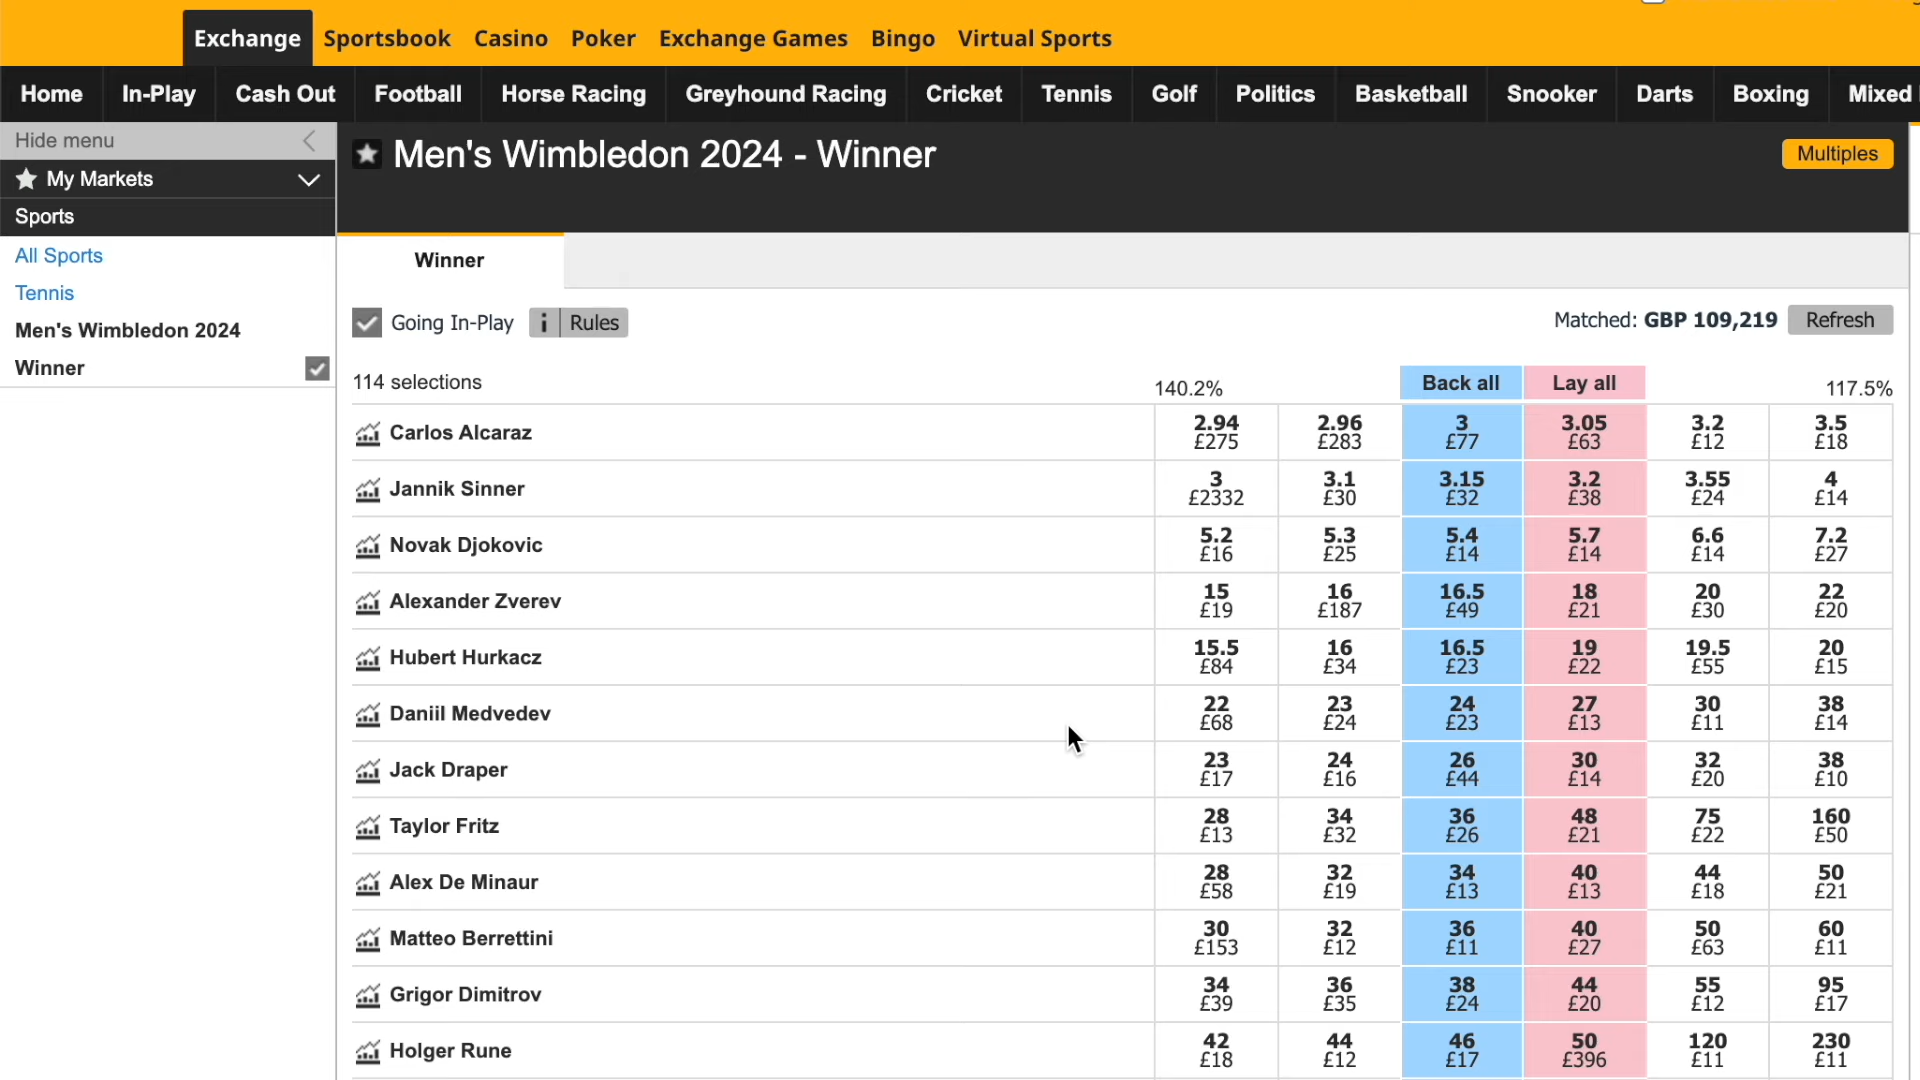 Exchange Sportsbook Casino Poker Exchange Games Bingo Virtual Sports
Home In-Play Cash Out Football Horse Racing Greyhound Racing Cricket Tennis Golf Politics Basketball Snooker Darts Boxing Mixed
Hide menu
My Markets
Sports
All Sports
Tennis
Men's Wimbledon 2024
Winner
Men's Wimbledon 2024 - Winner
Multiples
Winner
Going In-Play i Rules
Matched: GBP 109,219 Refresh
114 selections 140.2% Back all Lay all 117.5%
Carlos Alcaraz 2.94 2.96 3 3.05 3.2 3.5
£275 £283 £77 £63 £12 £18
Jannik Sinner 3 3.1 3.15 3.2 3.55 4
£2332 £30 £32 £38 £24 £14
Novak Djokovic 5.2 5.3 5.4 5.7 6.6 7.2
£16 £25 £14 £14 £14 £27
Alexander Zverev 15 16 16.5 18 20 22
£19 £187 £49 £21 £30 £20
Hubert Hurkacz 15.5 16 16.5 19 19.5 20
£84 £34 £23 £22 £55 £15
Daniil Medvedev 22 23 24 27 30 38
£68 £24 £23 £13 £11 £14
Jack Draper 23 24 26 30 32 38
£17 £16 £44 £14 £20 £10
Taylor Fritz 28 34 36 48 75 160
£13 £32 £26 £21 £22 £50
Alex De Minaur 28 32 34 40 44 50
£58 £19 £13 £13 £18 £21
Matteo Berrettini 30 32 36 40 50 60
£153 £12 £11 £27 £63 £11
Grigor Dimitrov 34 36 38 44 55 95
£39 £35 £24 £20 £12 £17
Holger Rune 42 44 46 50 120 230
£18 £12 £17 £396 £11 £11